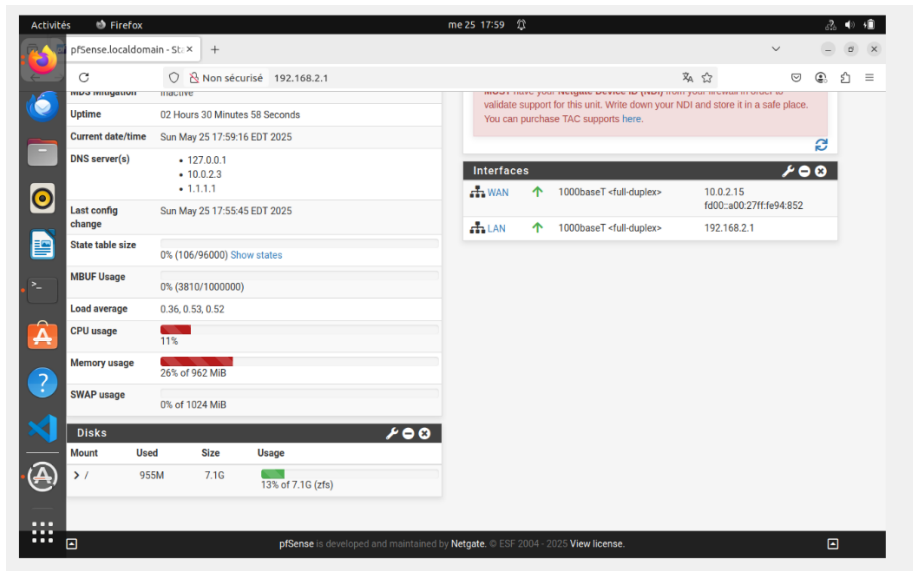 Activités Firefox me 25 17:59
pfSense.localdomain - St
Non sécurisé 192.168.2.1
MDS Mitigation Inactive
Uptime 02 Hours 30 Minutes 58 Seconds
Current date/time Sun May 25 17:59:16 EDT 2025
DNS server(s)
127.0.0.1
10.0.2.3
1.1.1.1
Last config change Sun May 25 17:55:45 EDT 2025
State table size
0% (106/96000) Show states
MBUF Usage
0% (3810/1000000)
Load average 0.36, 0.53, 0.52
CPU usage
11%
Memory usage
26% of 962 MiB
SWAP usage
0% of 1024 MiB
Disks
Mount Used Size Usage
/ 955M 7.1G
13% of 7.1G (zfs)
MUST have your Netgate Device ID (NDI) from your firewall in order to
validate support for this unit. Write down your NDI and store it in a safe place.
You can purchase TAC supports here.
Interfaces
WAN 1000baseT <full-duplex> 10.0.2.15
fd00::a00:27ff:fe94:852
LAN 1000baseT <full-duplex> 192.168.2.1
pfSense is developed and maintained by Netgate. © ESF 2004 - 2025 View license.